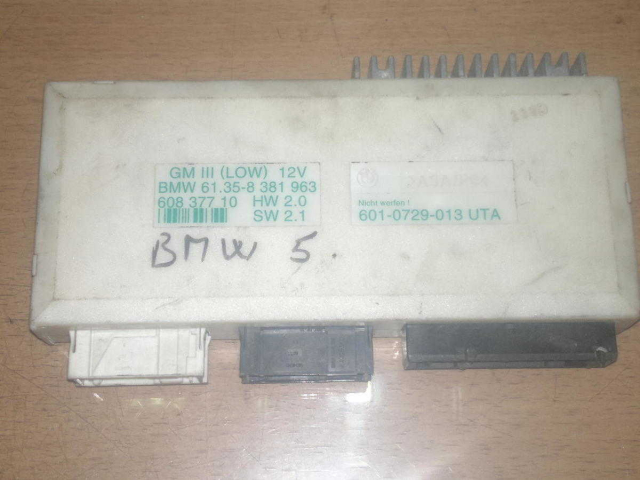 GM III (LOW) 12V
BMW 61.35-8 381 963
608 377 10 HW 2.0
SW 2.1
Nicht werfen !
601-0729-013 UTA
BMW 5.